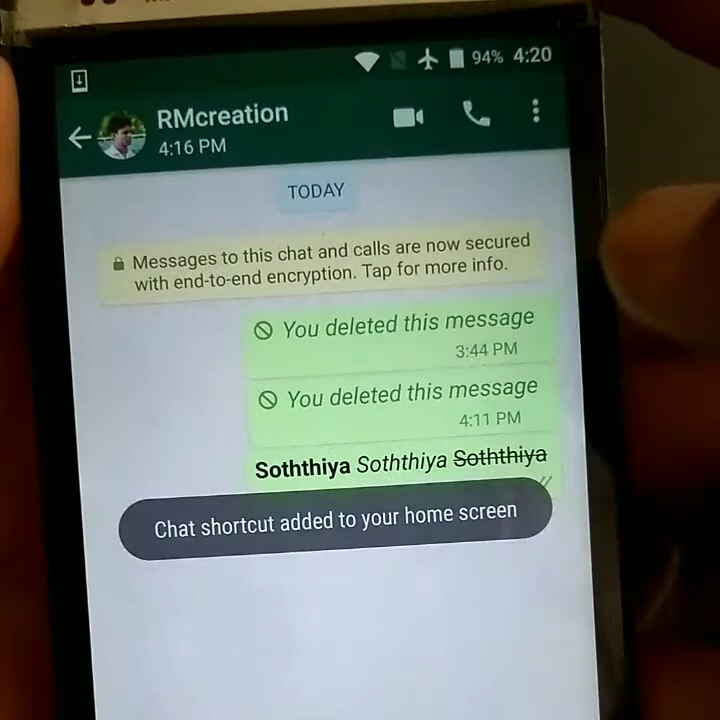 94% 4:20
RMcreation
4:16 PM
TODAY
Messages to this chat and calls are now secured
with end-to-end encryption. Tap for more info.
You deleted this message
3:44 PM
You deleted this message
4:11 PM
Soththiya Soththiya Soththiya
Chat shortcut added to your home screen